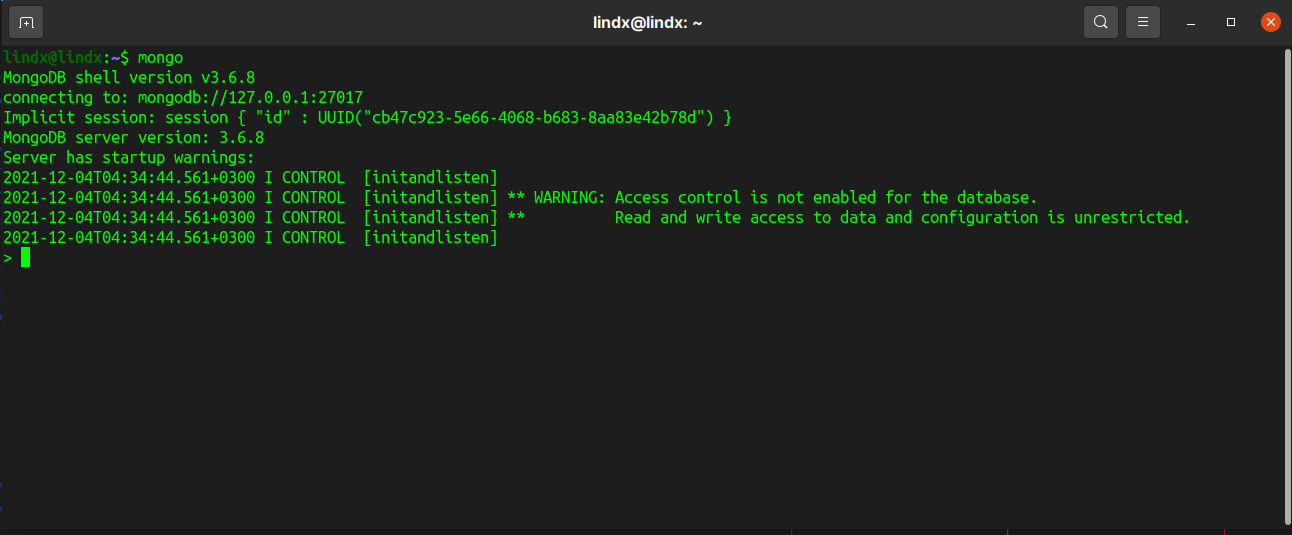 lindx@lindx: ~
lindx@lindx:~$ mongo
MongoDB shell version v3.6.8
connecting to: mongodb://127.0.0.1:27017
Implicit session: session { "id" : UUID("cb47c923-5e66-4068-b683-8aa83e42b78d") }
MongoDB server version: 3.6.8
Server has startup warnings:
2021-12-04T04:34:44.561+0300 I CONTROL  [initandlisten]
2021-12-04T04:34:44.561+0300 I CONTROL  [initandlisten] ** WARNING: Access control is not enabled for the database.
2021-12-04T04:34:44.561+0300 I CONTROL  [initandlisten] **          Read and write access to data and configuration is unrestricted.
2021-12-04T04:34:44.561+0300 I CONTROL  [initandlisten]
>